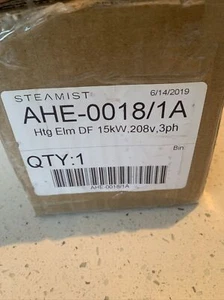 STEAMIST 6/14/2019
AHE-0018/1A
Htg Elm DF 15kW,208v,3ph
Bin
QTY:1
AHE-0018/1A